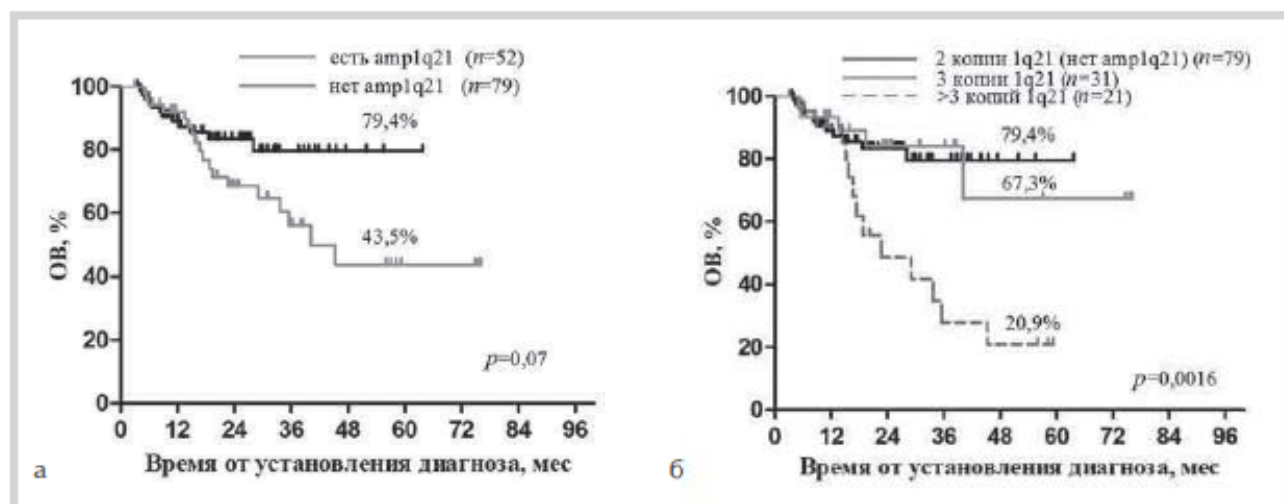 есть amp1q21 (n=52)
нет amp1q21 (n=79)
100
80
60
40
20
0
ОВ, %
79,4%
43,5%
p=0,07
0 12 24 36 48 60 72 84 96
Время от установления диагноза, мес
а
2 копии 1q21 (нет amp1q21) (n=79)
3 копии 1q21 (n=31)
>3 копий 1q21 (n=21)
100
80
60
40
20
0
ОВ, %
79,4%
67,3%
20,9%
p=0,0016
0 12 24 36 48 60 72 84 96
Время от установления диагноза, мес
б